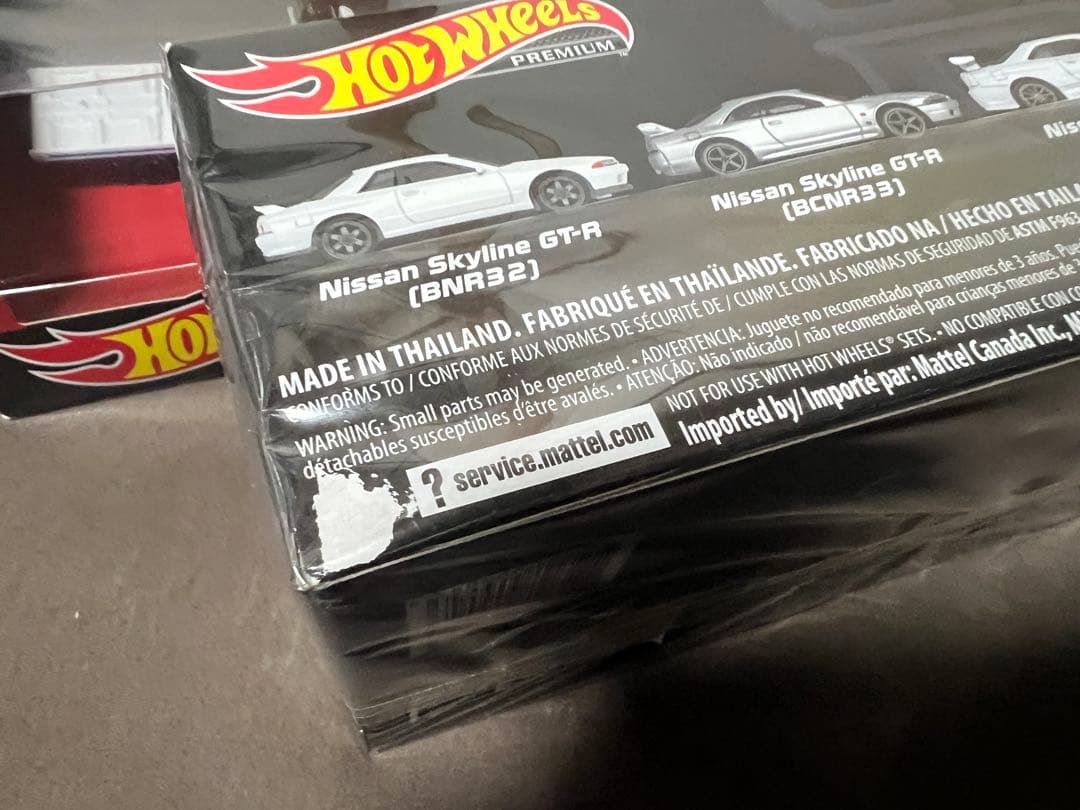 HOT WHEELS
PREMIUM™
Nissan Skyline GT-R
(BNR32)
Nissan Skyline GT-R
(BCNR33)
HO
MADE IN THAILAND. FABRIQUÉ EN THAÏLANDE. FABRICADO NA / HECHO EN TAIL
CONFORMS TO / CONFORME AUX NORMES DE SÉCURITÉ DE / CUMPLE CON LAS NORMAS DE SEGURIDAD DE ASTM F963
WARNING: Small parts may be generated. • ADVERTENCIA: Juguete no recomendado para menores de 3 años. Pue
détachables susceptibles d'être avalés. • ATENÇÃO: Não indicado / não recomendável para crianças menores de
? service.mattel.com
NOT FOR USE WITH HOT WHEELS® SETS. • NO COMPATIBLE CON
Imported by/ Importé par: Mattel Canada Inc.,